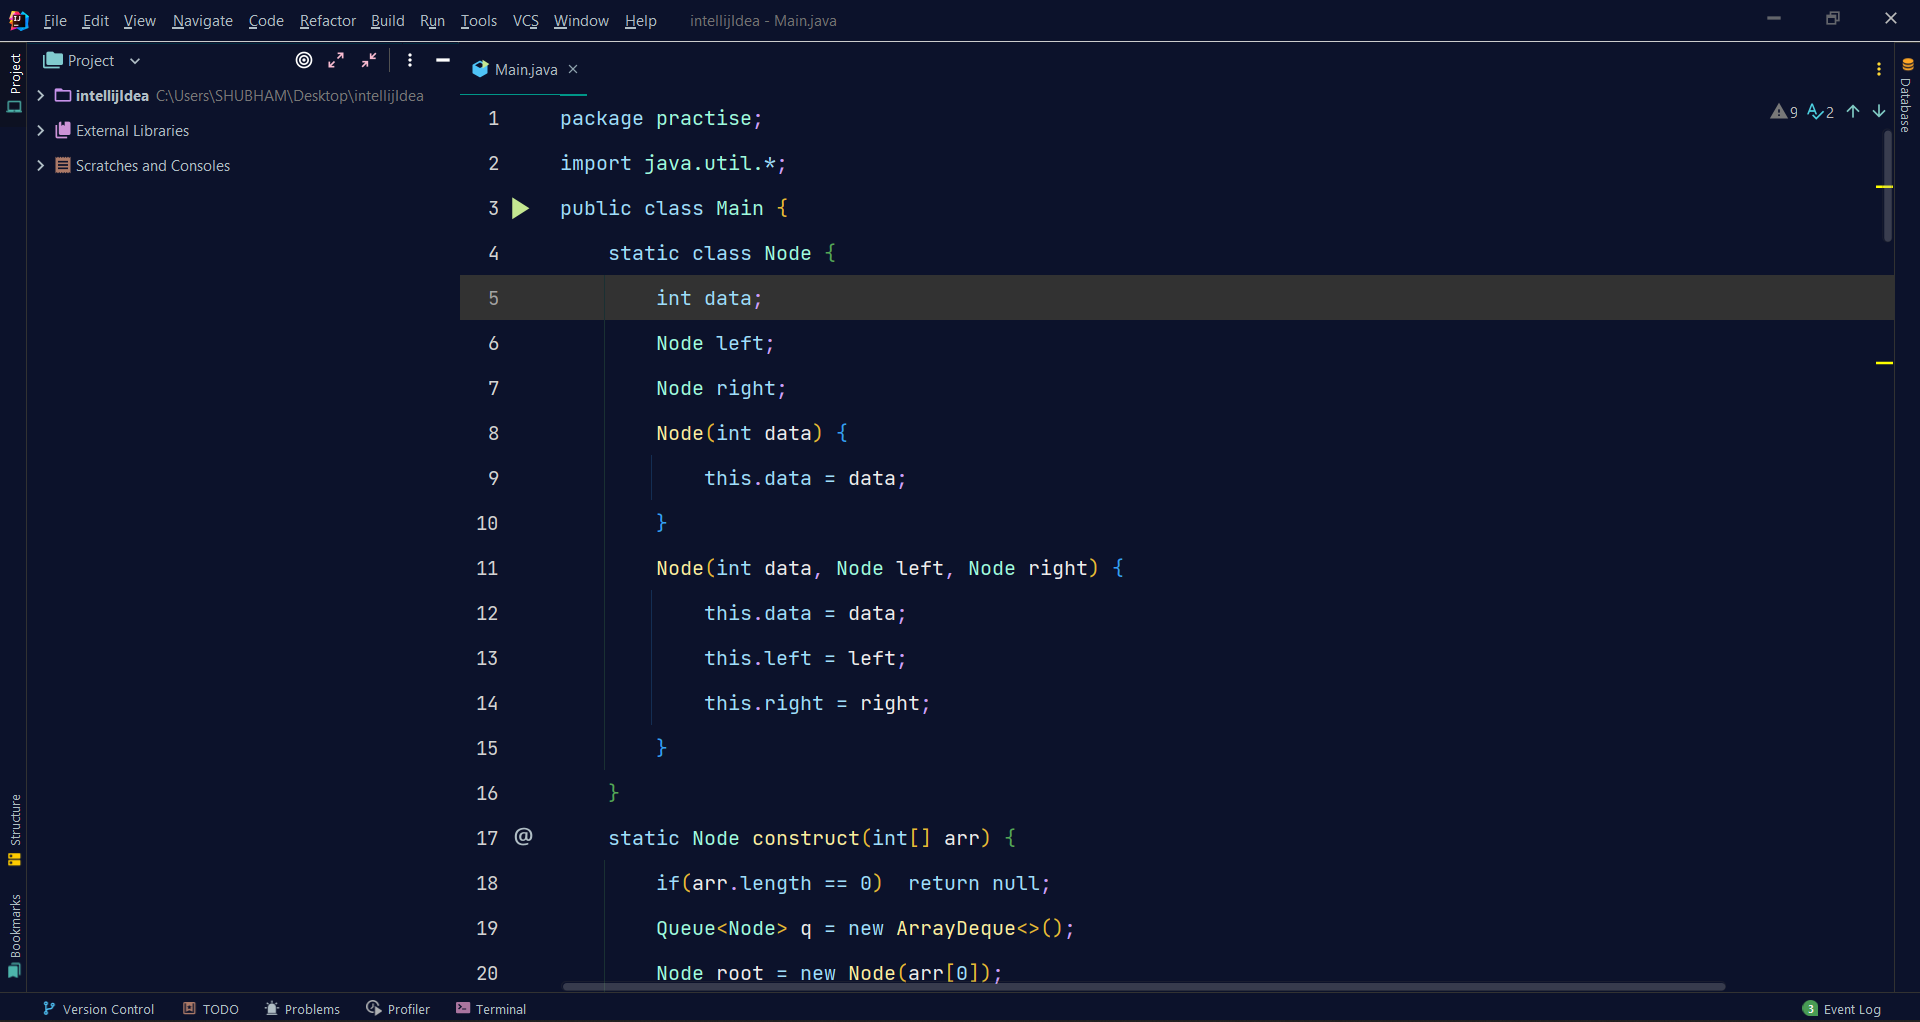 File Edit View Navigate Code Refactor Build Run Tools VCS Window Help intellijIdea - Main.java
Project
intellijIdea C:\Users\SHUBHAM\Desktop\intellijIdea
External Libraries
Scratches and Consoles
Project
Structure
Bookmarks
Main.java
9 2
Database
1 package practise;
2 import java.util.*;
3 public class Main {
4 static class Node {
5 int data;
6 Node left;
7 Node right;
8 Node(int data) {
9 this.data = data;
10 }
11 Node(int data, Node left, Node right) {
12 this.data = data;
13 this.left = left;
14 this.right = right;
15 }
16 }
17 @ static Node construct(int[] arr) {
18 if(arr.length == 0)  return null;
19 Queue<Node> q = new ArrayDeque<>();
20 Node root = new Node(arr[0]);
Version Control TODO Problems Profiler Terminal 3 Event Log